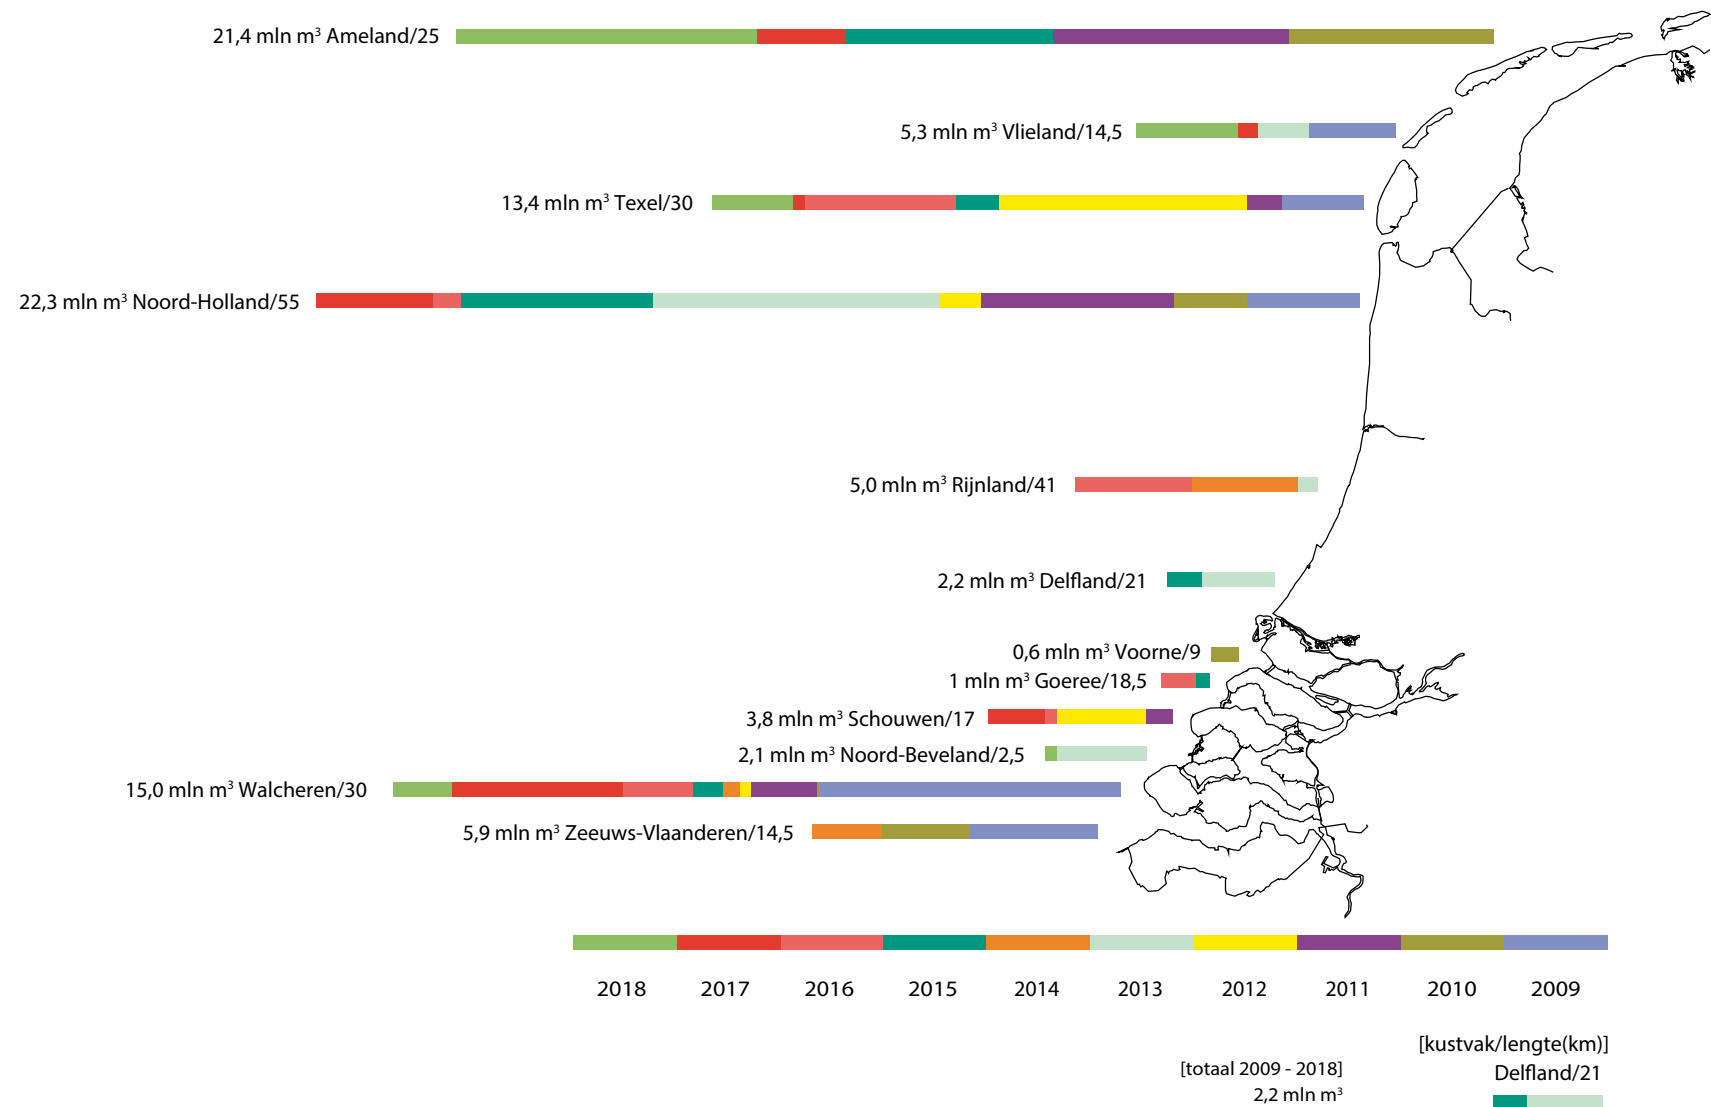 21,4 mln m³ Ameland/25
5,3 mln m³ Vlieland/14,5
13,4 mln m³ Texel/30
22,3 mln m³ Noord-Holland/55
5,0 mln m³ Rijnland/41
2,2 mln m³ Delfland/21
0,6 mln m³ Voorne/9
1 mln m³ Goeree/18,5
3,8 mln m³ Schouwen/17
2,1 mln m³ Noord-Beveland/2,5
15,0 mln m³ Walcheren/30
5,9 mln m³ Zeeuws-Vlaanderen/14,5
2018 2017 2016 2015 2014 2013 2012 2011 2010 2009
[kustvak/lengte(km)]
[totaal 2009 - 2018]
Delfland/21
2,2 mln m³